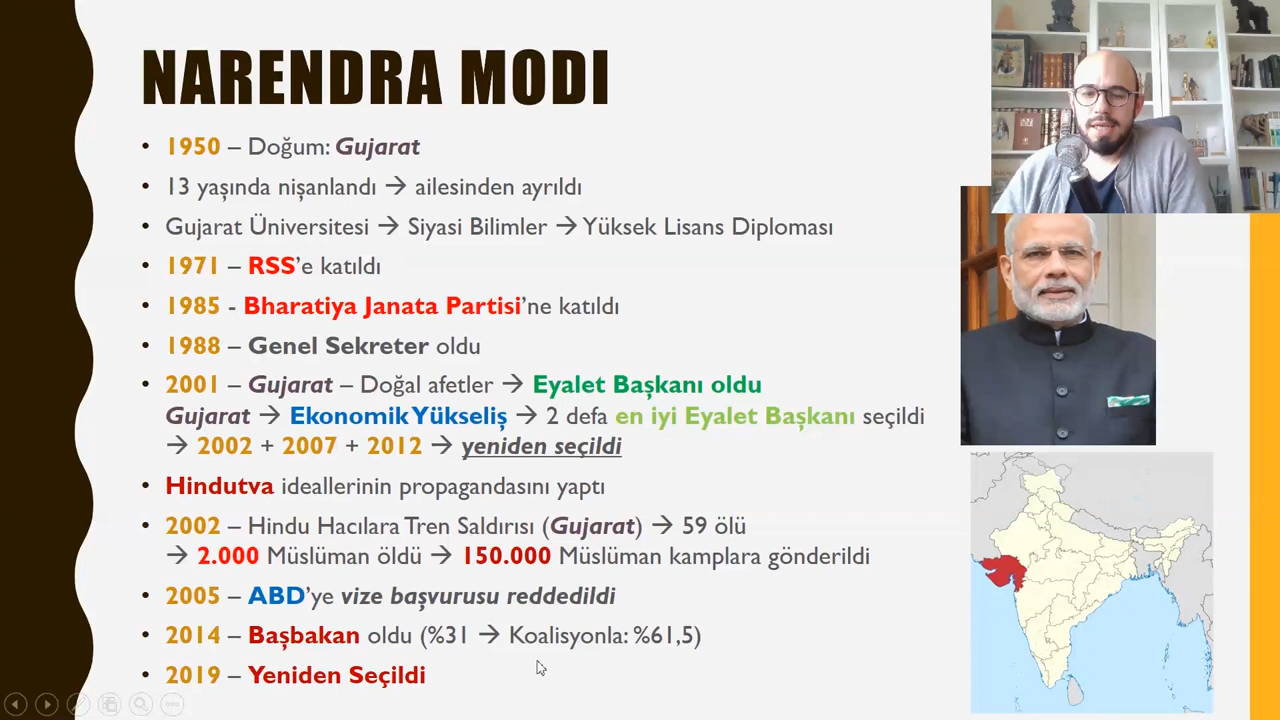 NARENDRA MODI
• 1950 – Doğum: Gujarat
• 13 yaşında nişanlandı → ailesinden ayrıldı
• Gujarat Üniversitesi → Siyasi Bilimler → Yüksek Lisans Diploması
• 1971 – RSS’e katıldı
• 1985 - Bharatiya Janata Partisi’ne katıldı
• 1988 – Genel Sekreter oldu
• 2001 – Gujarat – Doğal afetler → Eyalet Başkanı oldu
Gujarat → Ekonomik Yükseliş → 2 defa en iyi Eyalet Başkanı seçildi
→ 2002 + 2007 + 2012 → yeniden seçildi
• Hindutva ideallerinin propagandasını yaptı
• 2002 – Hindu Hacılara Tren Saldırısı (Gujarat) → 59 ölü
→ 2.000 Müslüman öldü → 150.000 Müslüman kamplara gönderildi
• 2005 – ABD’ye vize başvurusu reddedildi
• 2014 – Başbakan oldu (%31 → Koalisyonla: %61,5)
• 2019 – Yeniden Seçildi